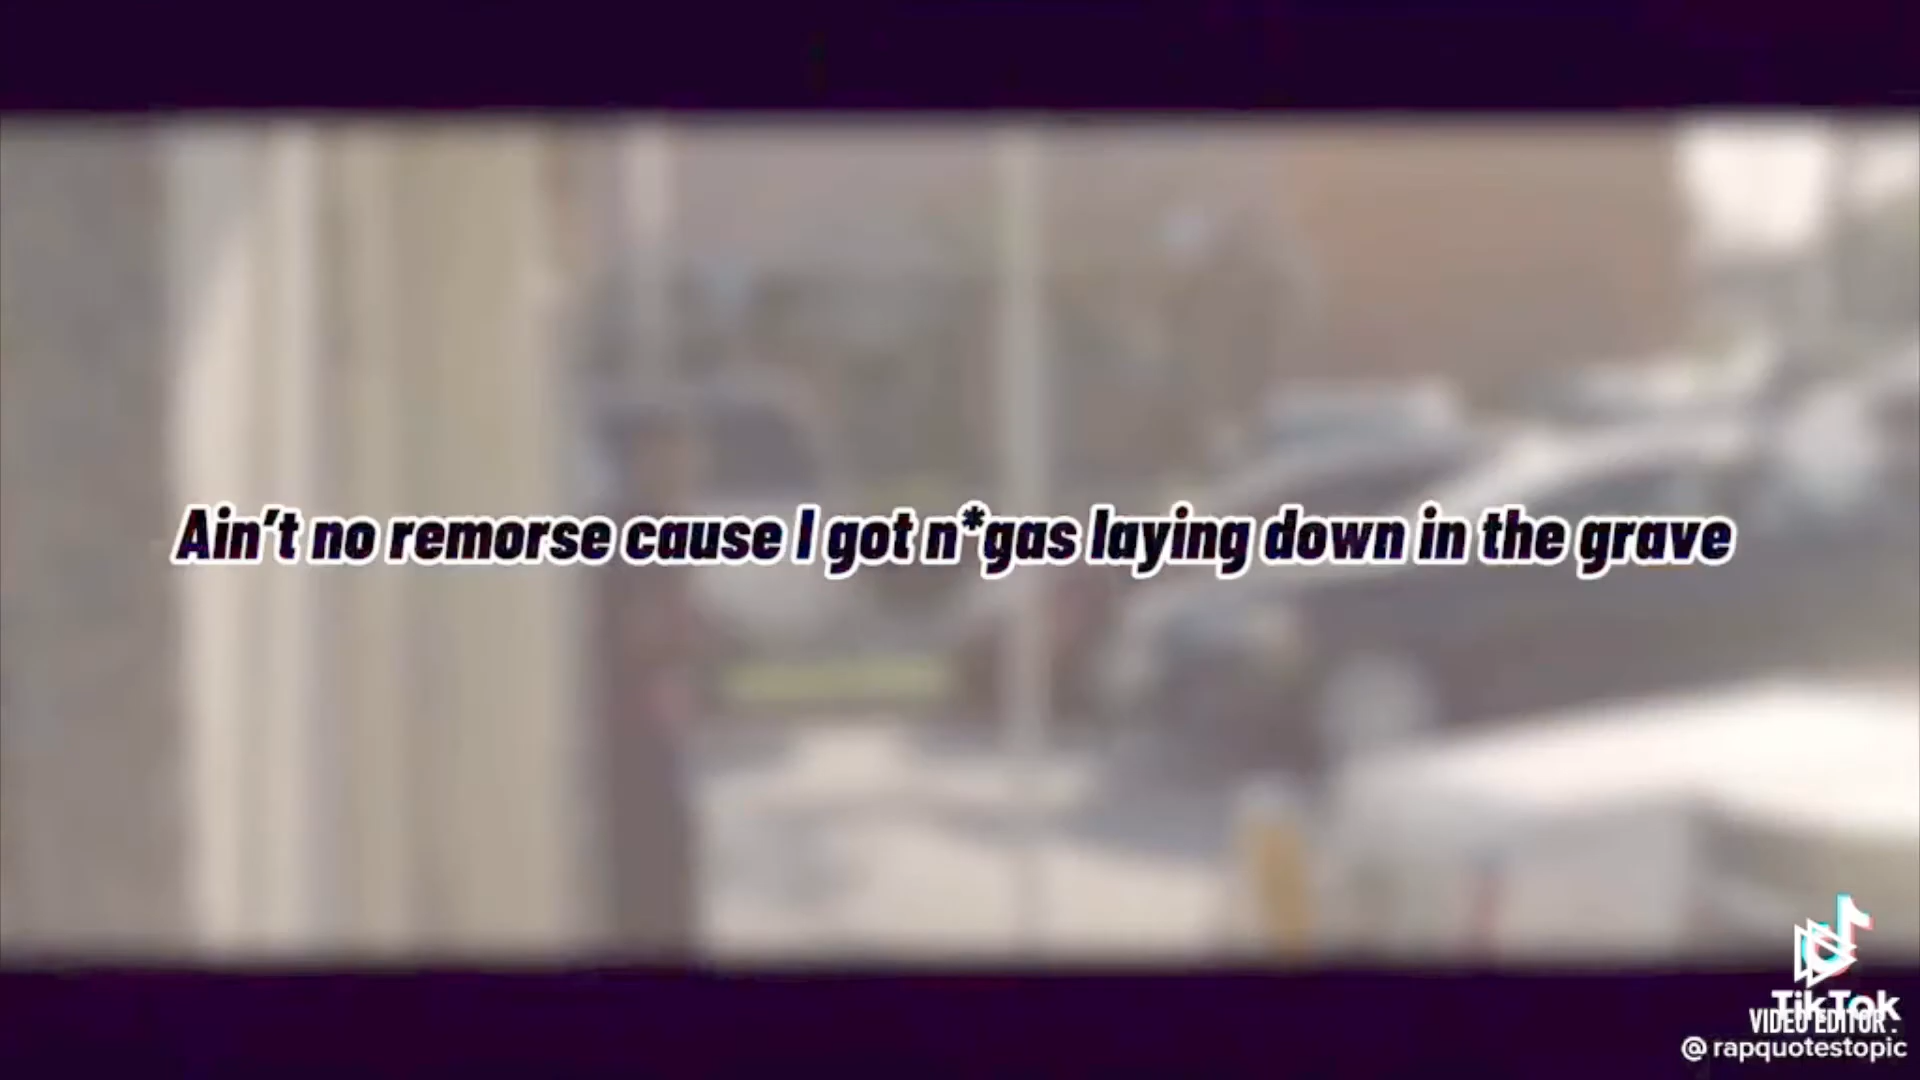 Ain't no remorse cause I got n*gas laying down in the grave
TikTok
VIDEO EDITOR :
@rapquotestopic